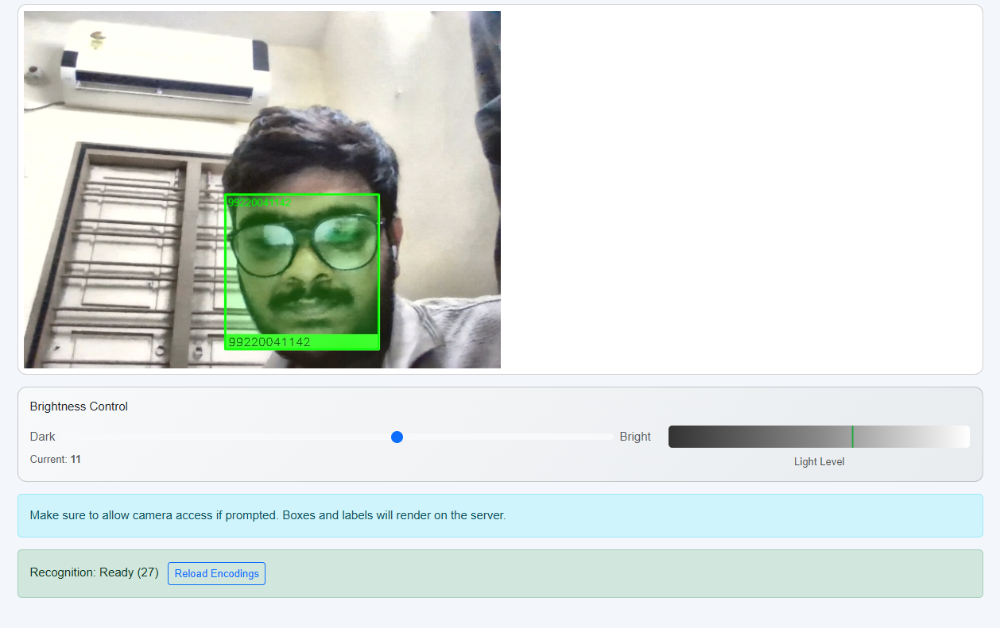 99220041142
99220041142
Brightness Control
Dark
Bright
Current: 11
Light Level
Make sure to allow camera access if prompted. Boxes and labels will render on the server.
Recognition: Ready (27) Reload Encodings